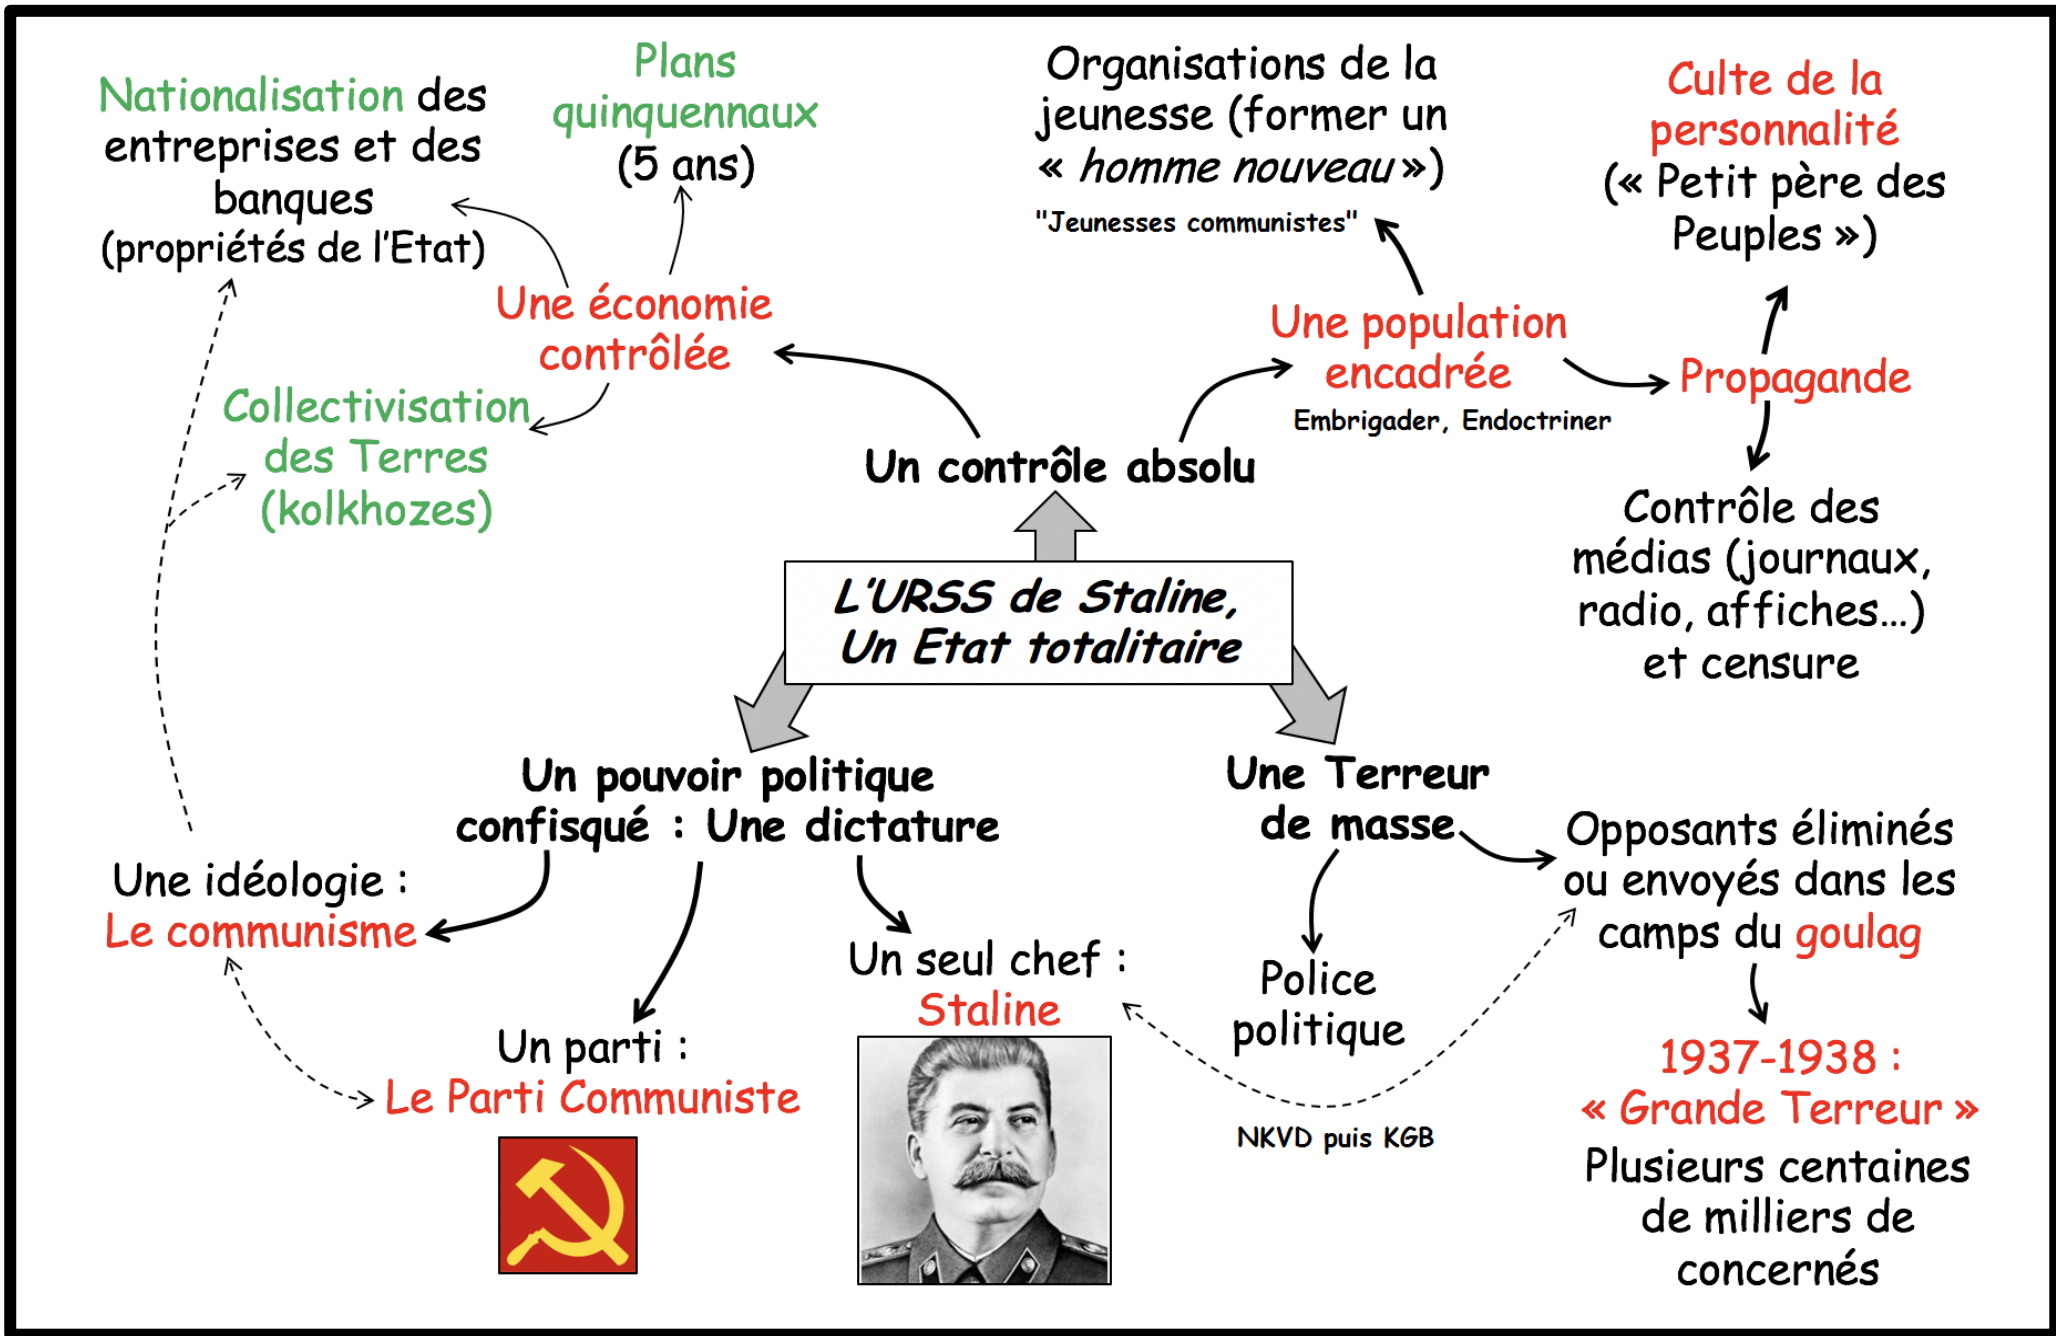 Nationalisation des
entreprises et des
banques
(propriétés de l'Etat)
Plans
quinquennaux
(5 ans)
Organisations de la
jeunesse (former un
« homme nouveau »)
"Jeunesses communistes"
Culte de la
personnalité
(« Petit père des
Peuples »)
Une économie
contrôlée
Une population
encadrée
Embrigader, Endoctriner
Propagande
Collectivisation
des Terres
(kolkhozes)
Un contrôle absolu
Contrôle des
médias (journaux,
radio, affiches...)
et censure
L'URSS de Staline,
Un Etat totalitaire
Un pouvoir politique
confisqué : Une dictature
Une Terreur
de masse
Une idéologie :
Le communisme
Un parti :
Le Parti Communiste
Un seul chef :
Staline
Police
politique
NKVD puis KGB
Opposants éliminés
ou envoyés dans les
camps du goulag
1937-1938 :
« Grande Terreur »
Plusieurs centaines
de milliers de
concernés